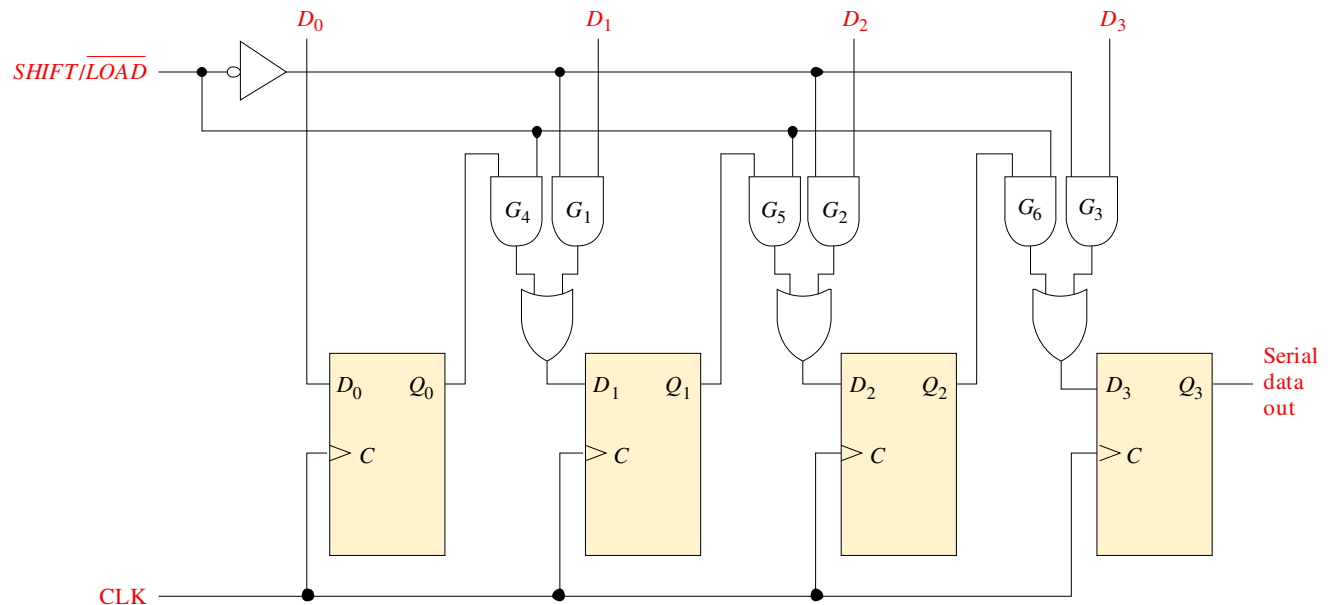 D0 D1 D2 D3
SHIFT/L̅O̅A̅D̅
G4 G1 G5 G2 G6 G3
D0 Q0 D1 Q1 D2 Q2 D3 Q3
Serial
data
out
C C C C
CLK